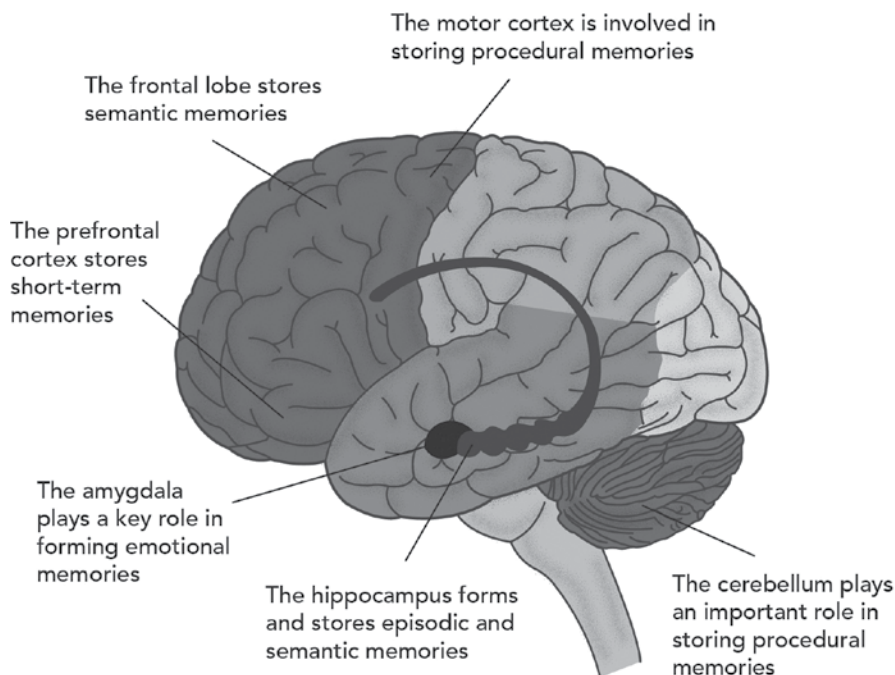 The motor cortex is involved in
storing procedural memories
The frontal lobe stores
semantic memories
The prefrontal
cortex stores
short-term
memories
The amygdala
plays a key role in
forming emotional
memories
The hippocampus forms
and stores episodic and
semantic memories
The cerebellum plays
an important role in
storing procedural
memories